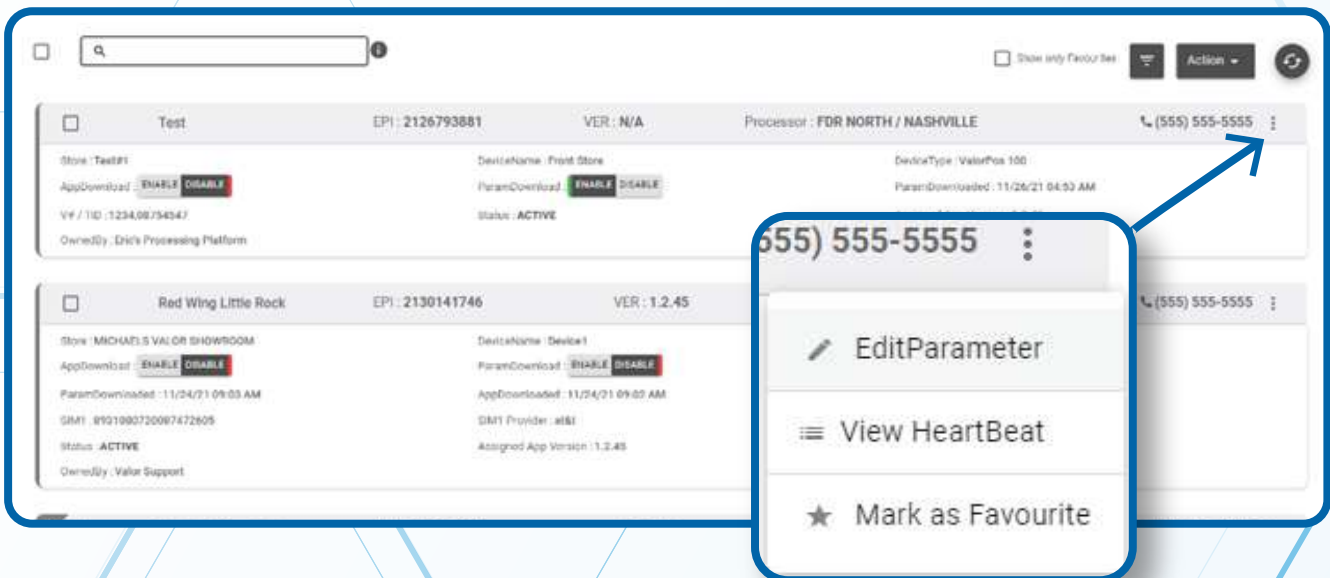 Show only Favourites
Action
Test EPI : 2126793881 VER : N/A Processor : FDR NORTH / NASHVILLE (555) 555-5555
Store : Test#1 DeviceName : Front Store DeviceType : ValorPos 100
AppDownload : ENABLE DISABLE ParamDownload : ENABLE DISABLE ParamDownloaded : 11/26/21 04:53 AM
V# / TID : 1234,08754547 Status : ACTIVE
OwnedBy : Eric's Processing Platform
Red Wing Little Rock EPI : 2130141746 VER : 1.2.45 (555) 555-5555
Store : MICHAELS VALOR SHOWROOM DeviceName : Device1
AppDownload : ENABLE DISABLE ParamDownload : ENABLE DISABLE
ParamDownloaded : 11/24/21 09:03 AM AppDownloaded : 11/24/21 09:02 AM
SIM1 : SIM1 Provider : at&t
Status : ACTIVE Assigned App Version : 1.2.45
OwnedBy : Valor Support
555) 555-5555
EditParameter
View HeartBeat
Mark as Favourite